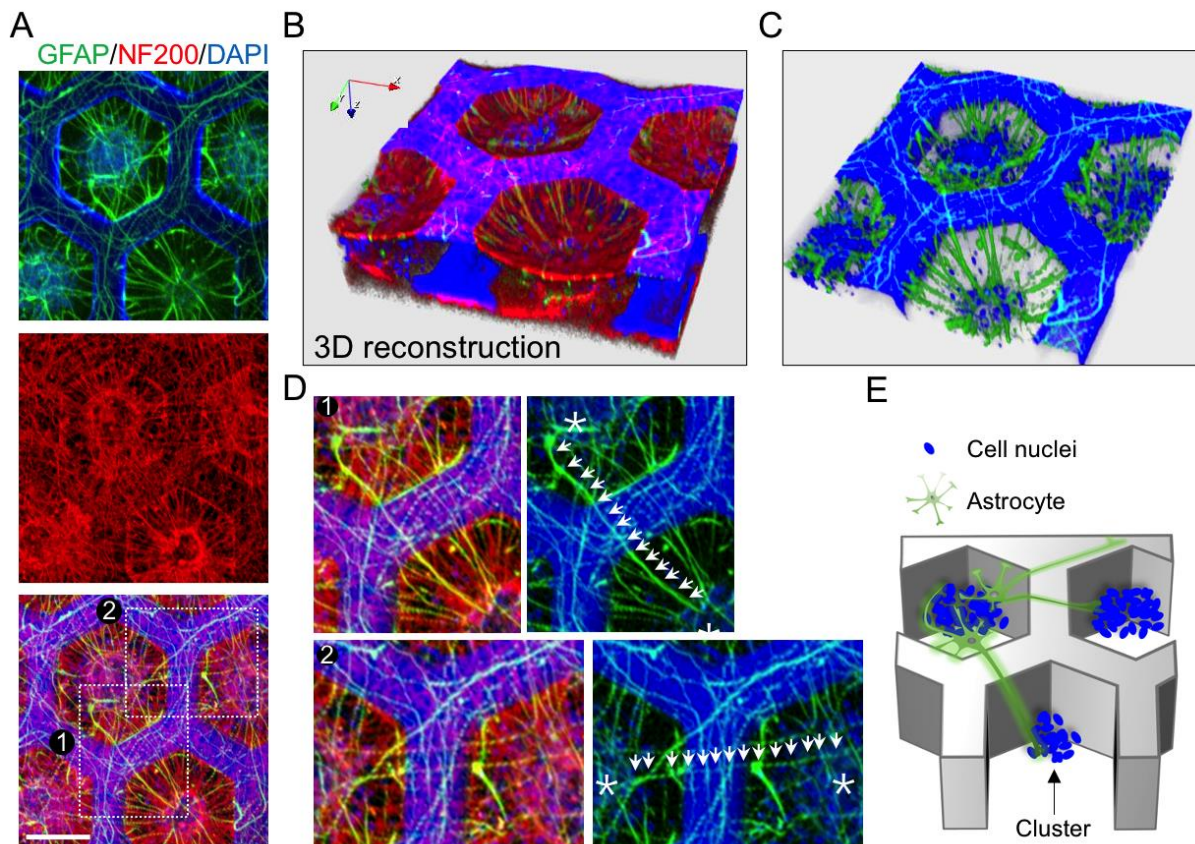 A
GFAP/NF200/DAPI
2
1
B
x
y
z
3D reconstruction
C
D
1
*
*
2
*
*
E
Cell nuclei
Astrocyte
Cluster